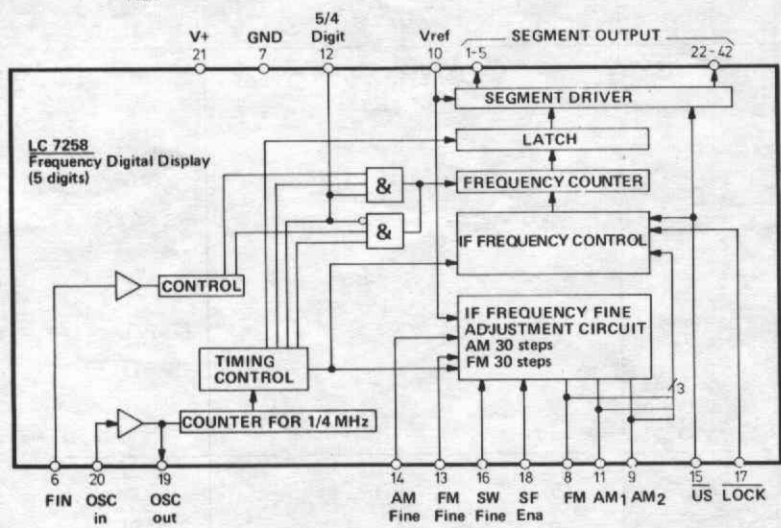 5/4
V+ GND Digit Vref SEGMENT OUTPUT
21 7 12 10 1-5 22-42
SEGMENT DRIVER
LC 7258
Frequency Digital Display
(5 digits)
LATCH
&
FREQUENCY COUNTER
&
IF FREQUENCY CONTROL
CONTROL
IF FREQUENCY FINE
ADJUSTMENT CIRCUIT
AM 30 steps
FM 30 steps
TIMING
CONTROL
3
COUNTER FOR 1/4 MHz
6 20 19 14 13 16 18 8 11 9 15 17
FIN OSC in OSC out AM Fine FM Fine SW Fine SF Ena FM AM1 AM2 US LOCK